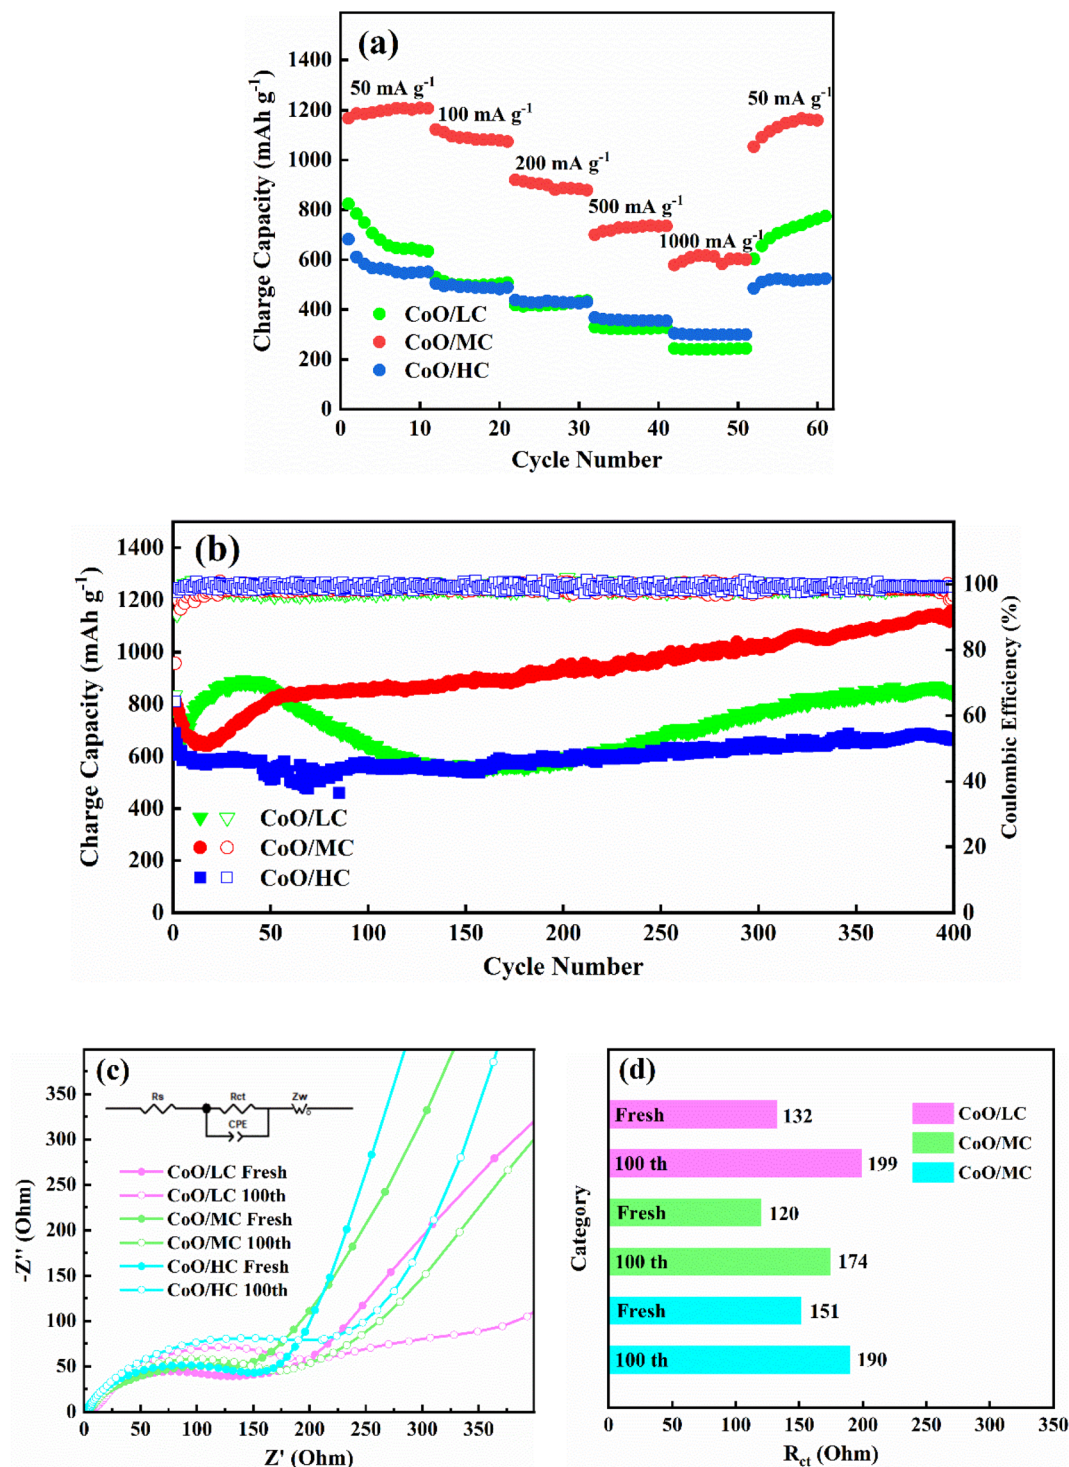 (a)
Charge Capacity (mAh g⁻¹)
1400
1200
1000
800
600
400
200
0
50 mA g⁻¹
100 mA g⁻¹
200 mA g⁻¹
500 mA g⁻¹
1000 mA g⁻¹
50 mA g⁻¹
CoO/LC
CoO/MC
CoO/HC
0 10 20 30 40 50 60
Cycle Number
(b)
Charge Capacity (mAh g⁻¹)
1400
1200
1000
800
600
400
200
0
100
80
60
40
20
0
Coulombic Efficiency (%)
CoO/LC
CoO/MC
CoO/HC
0 50 100 150 200 250 300 350 400
Cycle Number
(c)
-Z'' (Ohm)
350
300
250
200
150
100
50
0
Rs Rct Zw
CPE
CoO/LC Fresh
CoO/LC 100th
CoO/MC Fresh
CoO/MC 100th
CoO/HC Fresh
CoO/HC 100th
0 50 100 150 200 250 300 350
Z' (Ohm)
(d)
Category
Fresh 132
100 th 199
Fresh 120
100 th 174
Fresh 151
100 th 190
CoO/LC
CoO/MC
CoO/MC
0 50 100 150 200 250 300 350
R_ct (Ohm)